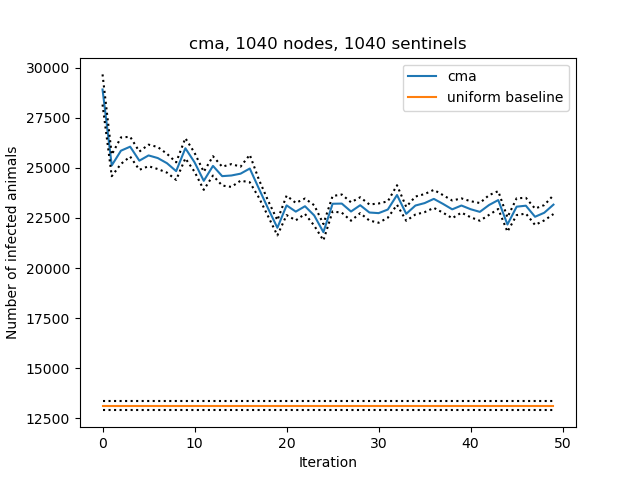 cma, 1040 nodes, 1040 sentinels
30000
27500
25000
22500
20000
17500
15000
12500
Number of infected animals
cma
uniform baseline
0 10 20 30 40 50
Iteration